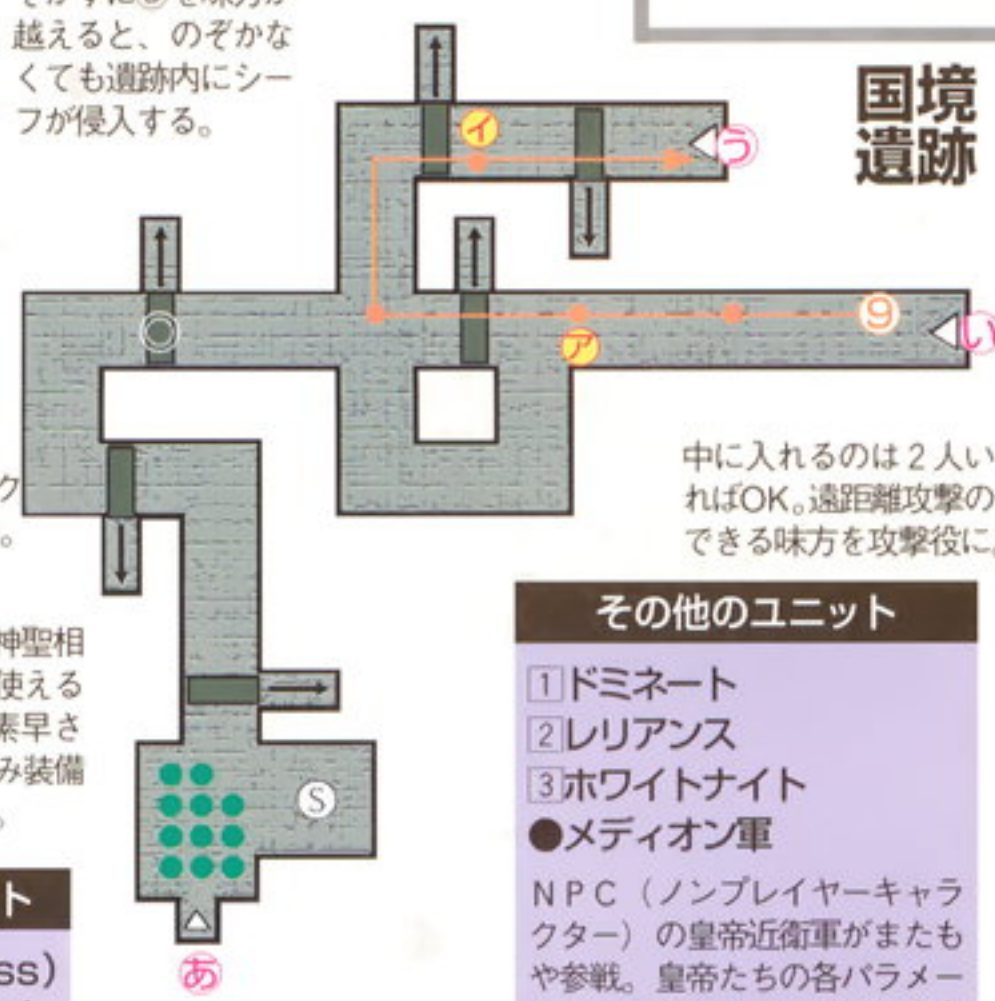 越えると、のぞかな
くても遺跡内にシー
フが侵入する。
国境
遺跡
イ
う
9
い
ア
中に入れるのは2人い
ればOK。遠距離攻撃の
できる味方を攻撃役に。
ク
。
神聖相
使える
素早さ
み装備
。
S
あ
ト
ss)
その他のユニット
1ドミネート
2レリアンス
3ホワイトナイト
●メディオン軍
NPC(ノンプレイヤーキャラ
クター)の皇帝近衛軍がまたも
や参戦。皇帝たちの各パラメー